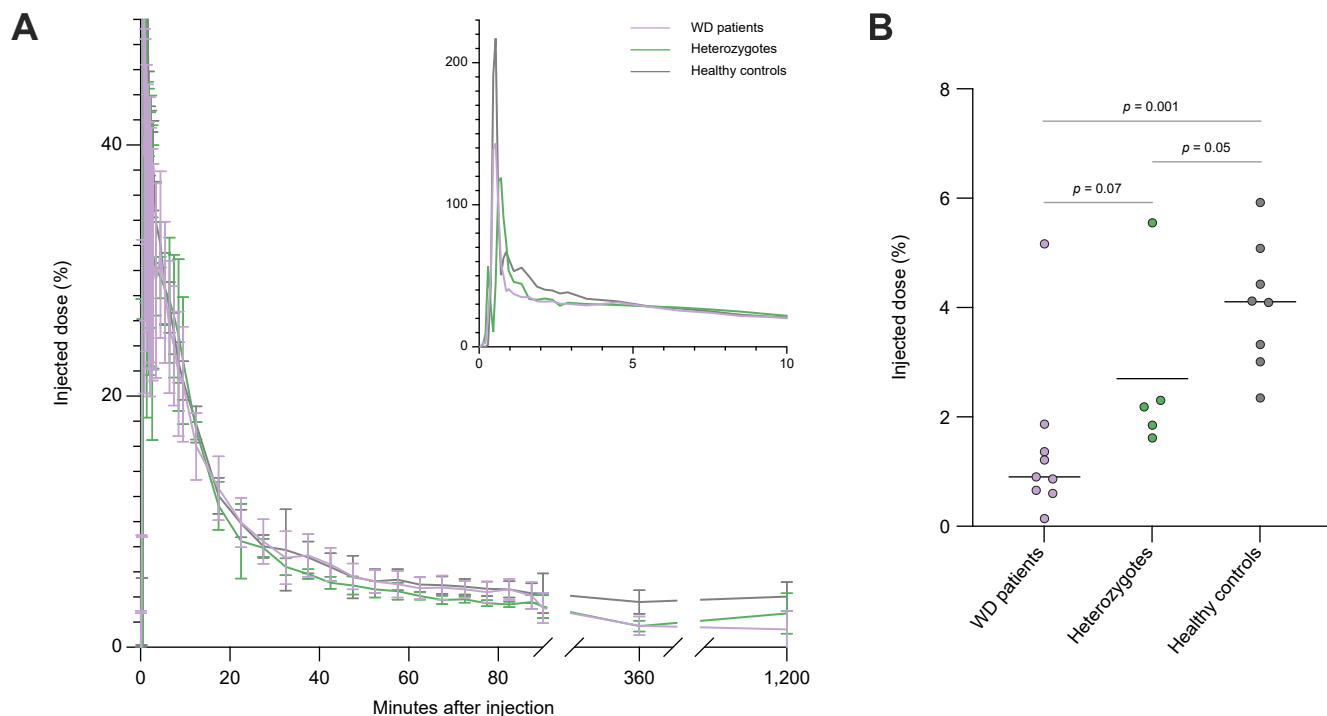 A
WD patients
Heterozygotes
Healthy controls
200
100
0
0
5
10
Injected dose (%)
40
20
0
0
20
40
60
80
360
1,200
Minutes after injection
B
Injected dose (%)
8
6
4
2
0
p = 0.001
p = 0.05
p = 0.07
WD patients
Heterozygotes
Healthy controls